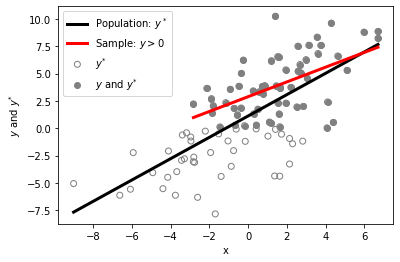 Population: y*
Sample: y > 0
y*
y and y*
10.0
7.5
5.0
2.5
0.0
−2.5
−5.0
−7.5
y and y*
−8 −6 −4 −2 0 2 4 6
x